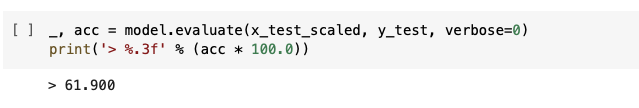 [ ] _, acc = model.evaluate(x_test_scaled, y_test, verbose=0)
print('> %.3f' % (acc * 100.0))
> 61.900